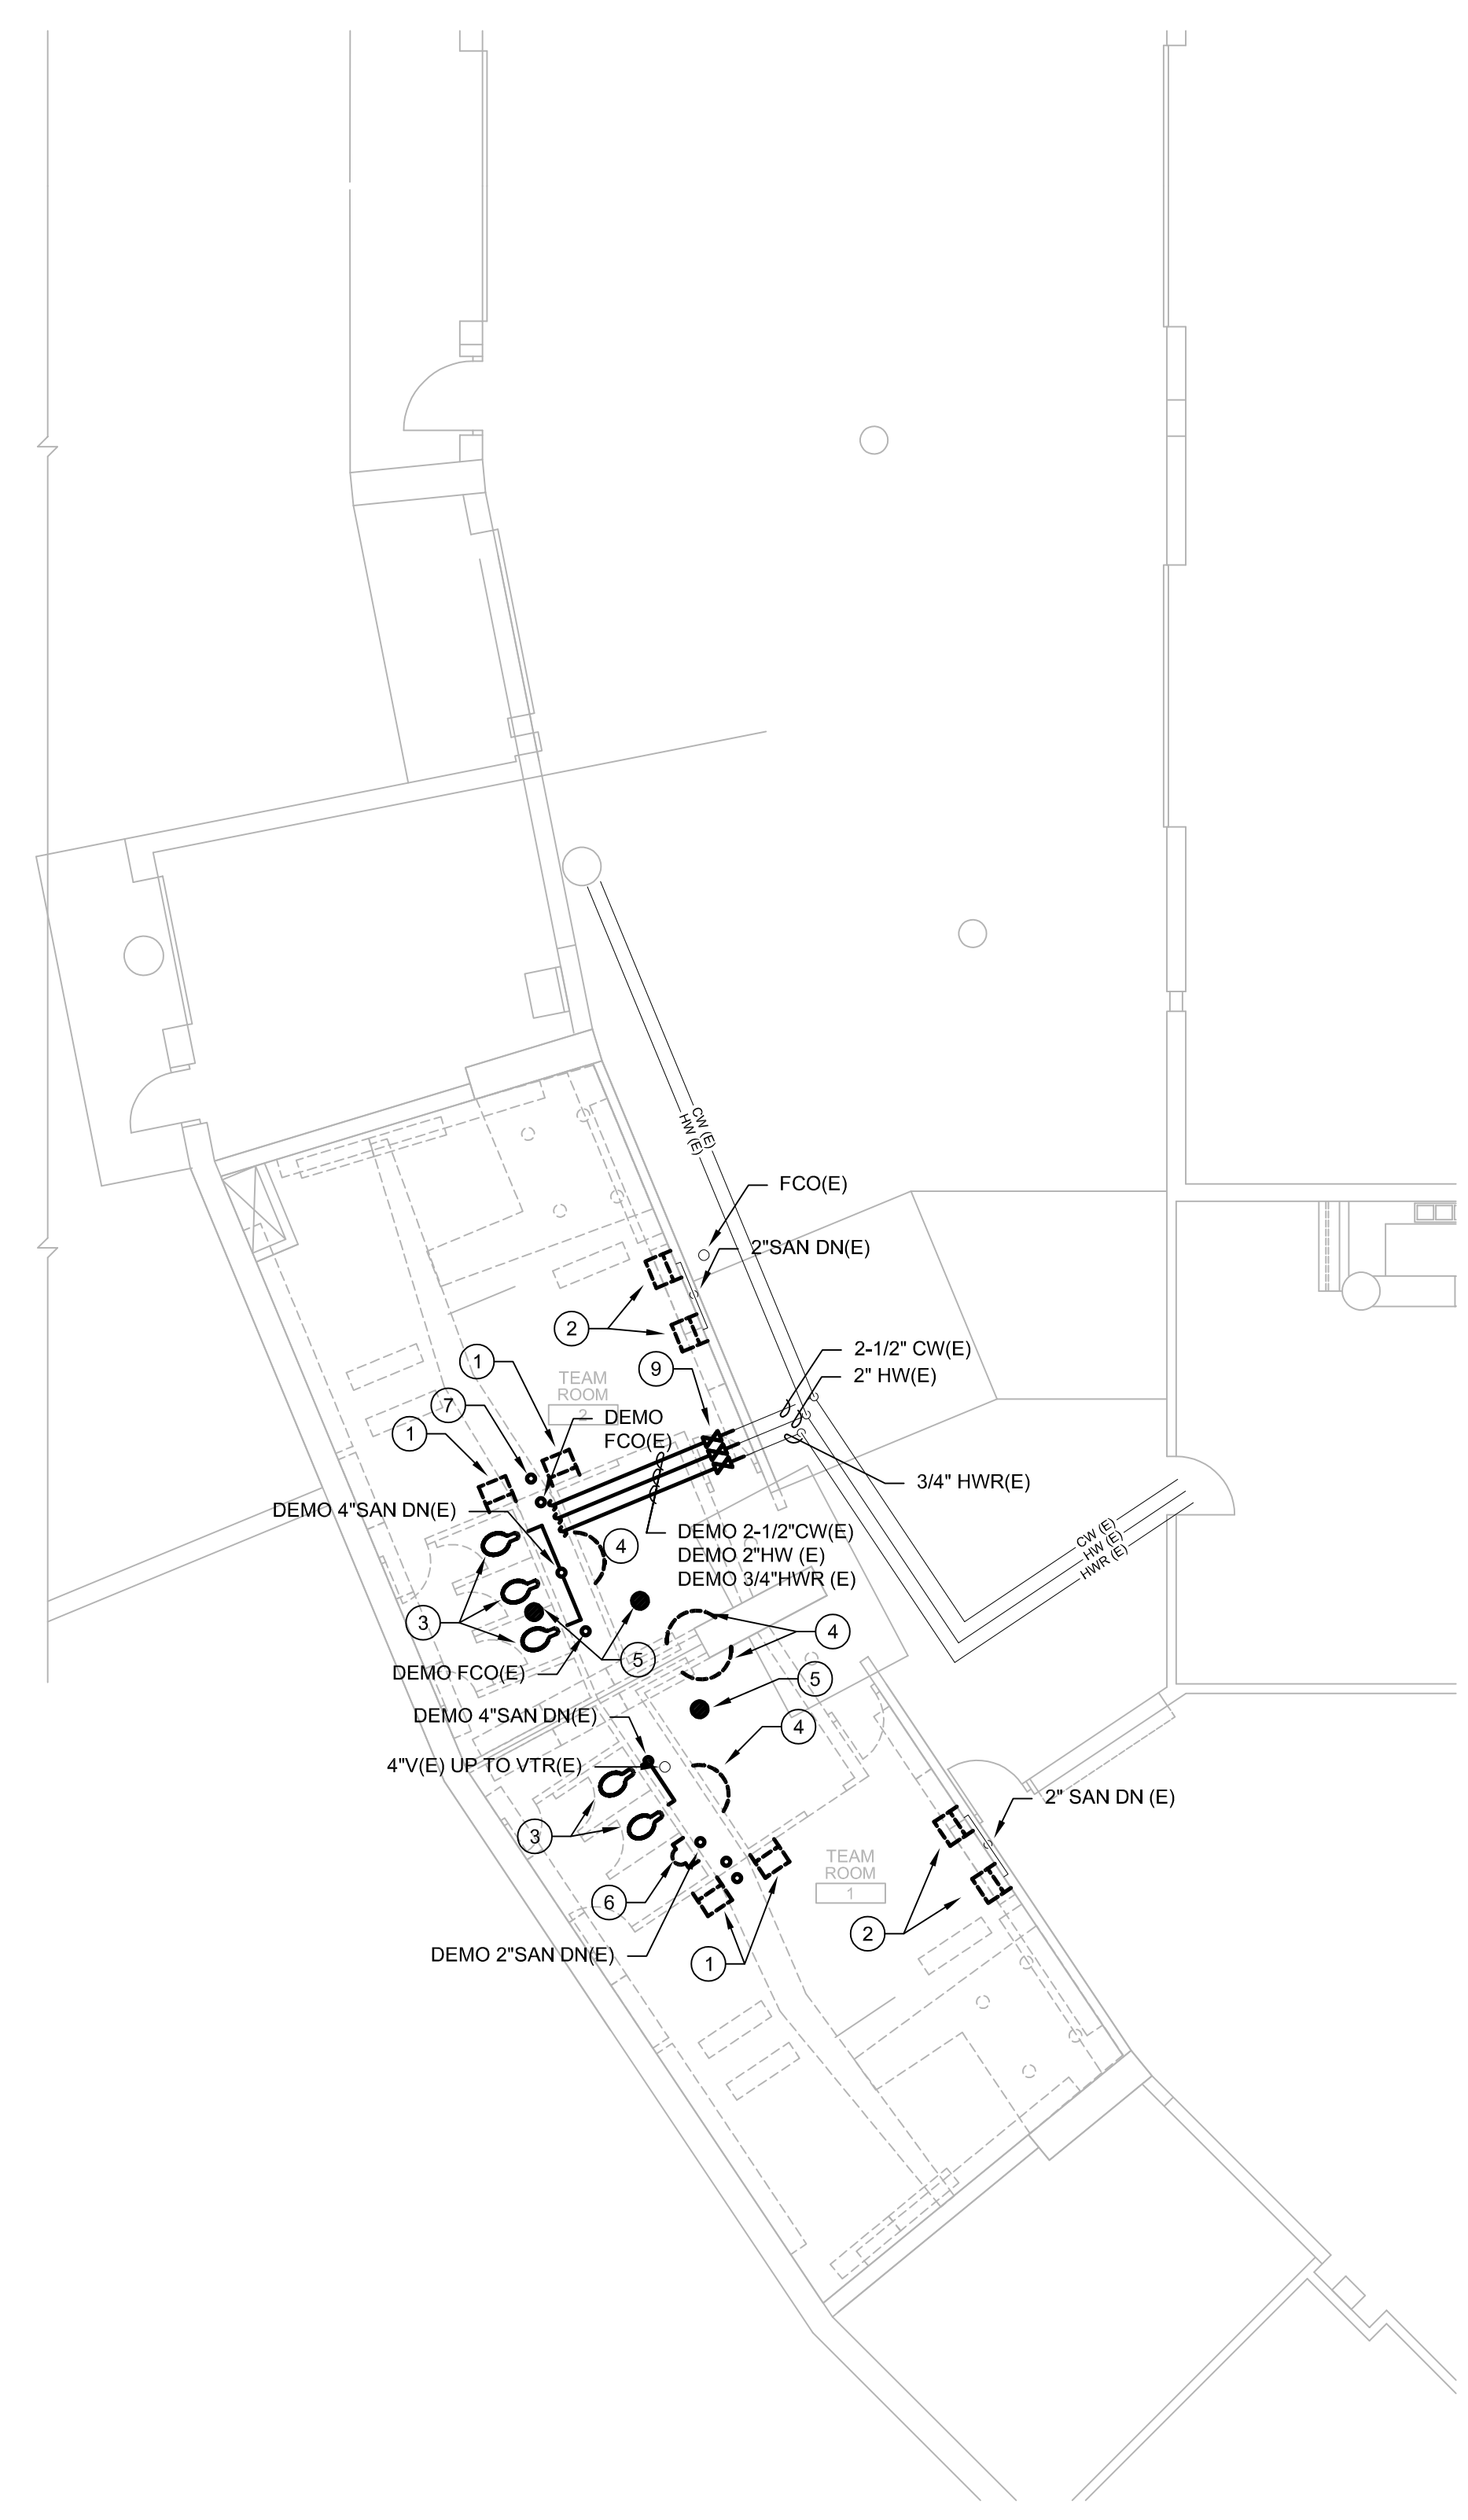 CW (E)
HW (E)
FCO(E)
2"SAN DN(E)
2
2-1/2" CW(E)
1
9
2" HW(E)
TEAM
ROOM
2
7
DEMO
FCO(E)
1
3/4" HWR(E)
DEMO 4"SAN DN(E)
DEMO 2-1/2"CW(E)
DEMO 2"HW (E)
DEMO 3/4"HWR (E)
4
CW (E)
HW (E)
HWR (E)
3
4
5
DEMO FCO(E)
5
DEMO 4"SAN DN(E)
4
4"V(E) UP TO VTR(E)
2" SAN DN (E)
3
TEAM
ROOM
1
6
2
DEMO 2"SAN DN(E)
1